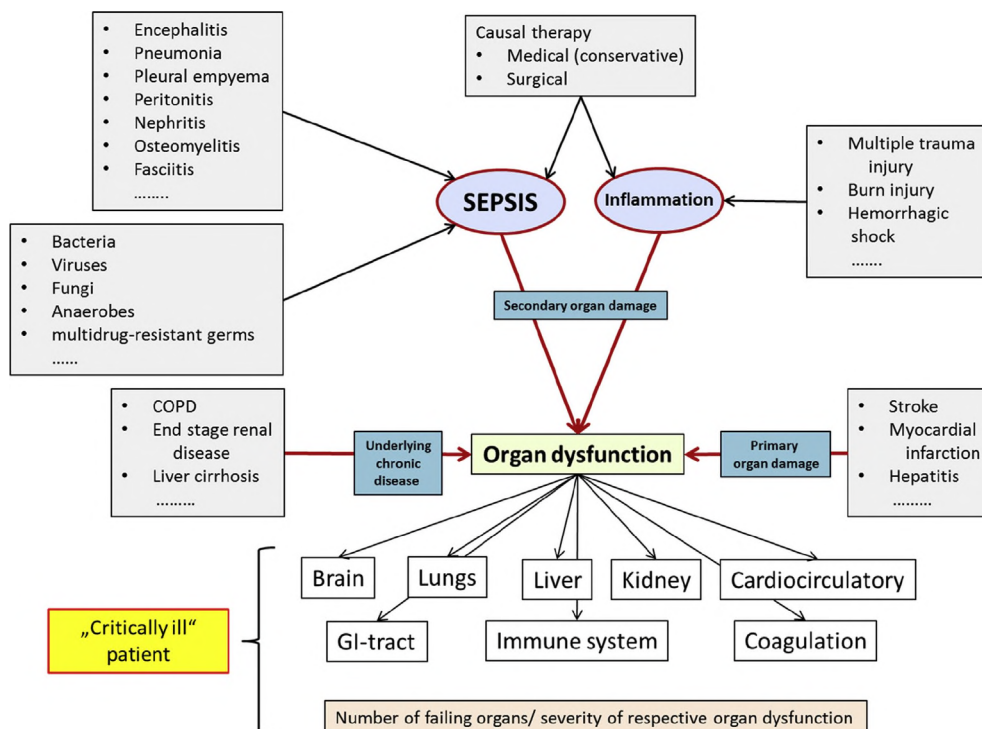 • Encephalitis
• Pneumonia
• Pleural empyema
• Peritonitis
• Nephritis
• Osteomyelitis
• Fasciitis
........
Causal therapy
• Medical (conservative)
• Surgical
• Multiple trauma
injury
• Burn injury
• Hemorrhagic
shock
.......
SEPSIS
Inflammation
• Bacteria
• Viruses
• Fungi
• Anaerobes
• multidrug-resistant germs
......
Secondary organ damage
• COPD
• End stage renal
disease
• Liver cirrhosis
.........
Underlying
chronic
disease
Organ dysfunction
Primary
organ damage
• Stroke
• Myocardial
infarction
• Hepatitis
.........
Brain
Lungs
Liver
Kidney
Cardiocirculatory
GI-tract
Immune system
Coagulation
„Critically ill“
patient
Number of failing organs/ severity of respective organ dysfunction